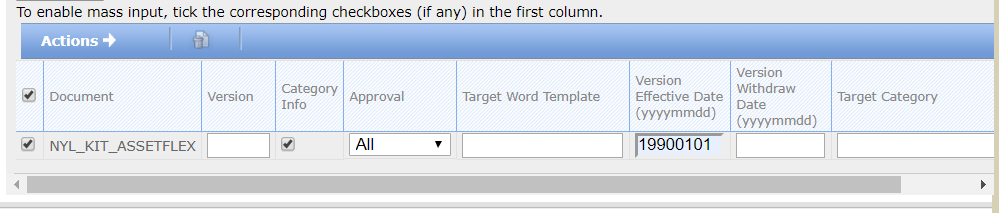 To enable mass input, tick the corresponding checkboxes (if any) in the first column.
Actions
Document
Version
Category
Info
Approval
Target Word Template
Version
Effective Date
(yyyymmdd)
Version
Withdraw
Date
(yyyymmdd)
Target Category
NYL_KIT_ASSETFLEX
All
19900101